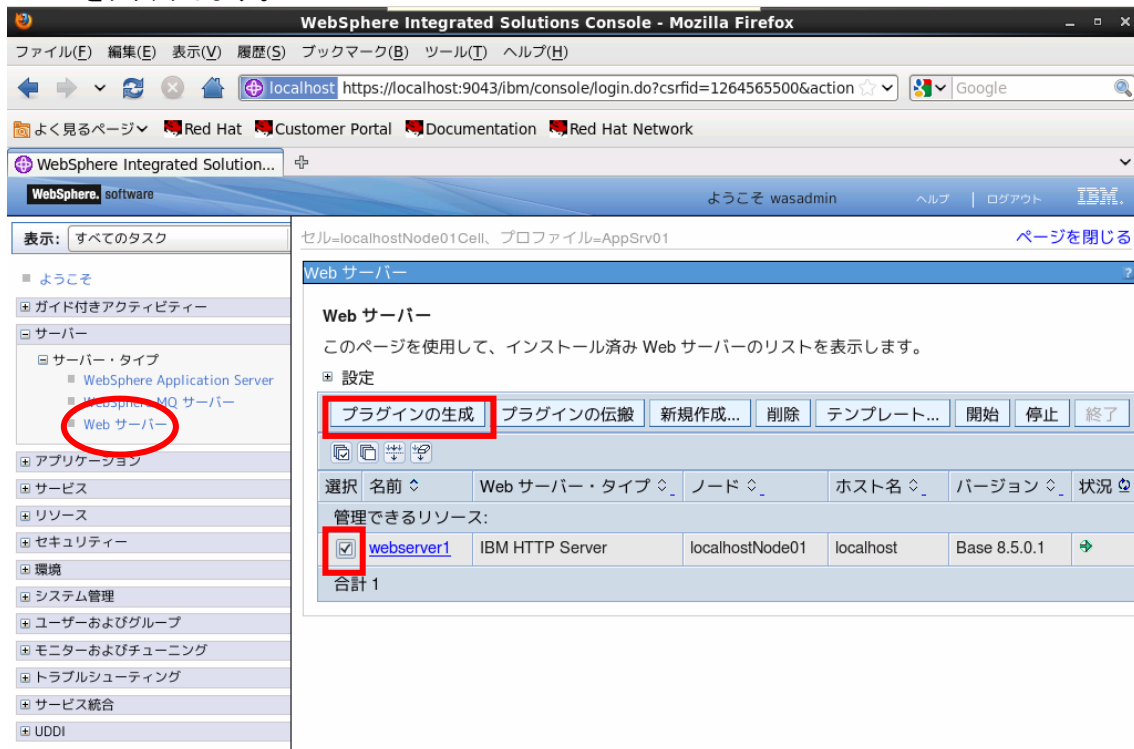 WebSphere Integrated Solutions Console - Mozilla Firefox
ファイル(F) 編集(E) 表示(V) 履歴(S) ブックマーク(B) ツール(T) ヘルプ(H)
localhost https://localhost:9043/ibm/console/login.do?csrfid=1264565500&action
Google
よく見るページ Red Hat Customer Portal Documentation Red Hat Network
WebSphere Integrated Solution...
WebSphere. software ようこそ wasadmin ヘルプ | ログアウト IBM.
表示: すべてのタスク
ようこそ
ガイド付きアクティビティー
サーバー
サーバー・タイプ
WebSphere Application Server
WebSphere MQ サーバー
Web サーバー
アプリケーション
サービス
リソース
セキュリティー
環境
システム管理
ユーザーおよびグループ
モニターおよびチューニング
トラブルシューティング
サービス統合
UDDI
セル=localhostNode01Cell、プロファイル=AppSrv01 ページを閉じる
Web サーバー ?
Web サーバー
このページを使用して、インストール済み Web サーバーのリストを表示します。
設定
プラグインの生成 プラグインの伝搬 新規作成... 削除 テンプレート... 開始 停止 終了
選択 名前 Web サーバー・タイプ ノード ホスト名 バージョン 状況
管理できるリソース:
webserver1 IBM HTTP Server localhostNode01 localhost Base 8.5.0.1
合計 1